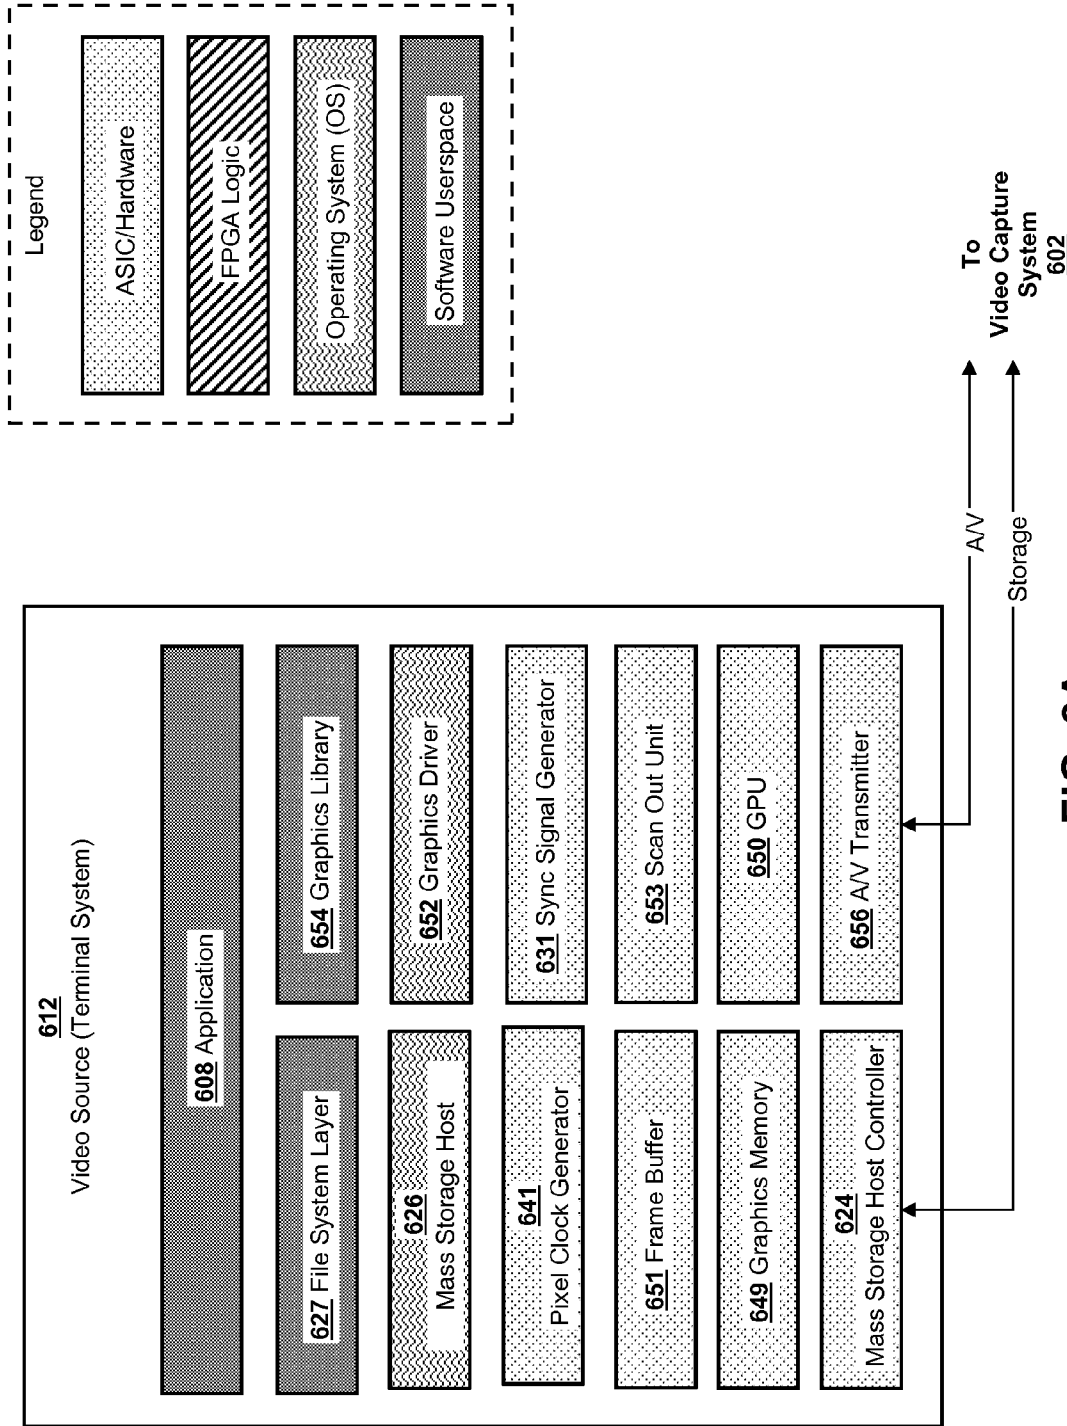 612
Video Source (Terminal System)
608 Application
627 File System Layer
654 Graphics Library
626
Mass Storage Host
652 Graphics Driver
641
Pixel Clock Generator
631 Sync Signal Generator
651 Frame Buffer
653 Scan Out Unit
649 Graphics Memory
650 GPU
624
Mass Storage Host Controller
656 A/V Transmitter
A/V
Storage
To
Video Capture
System
602
Legend
ASIC/Hardware
FPGA Logic
Operating System (OS)
Software Userspace